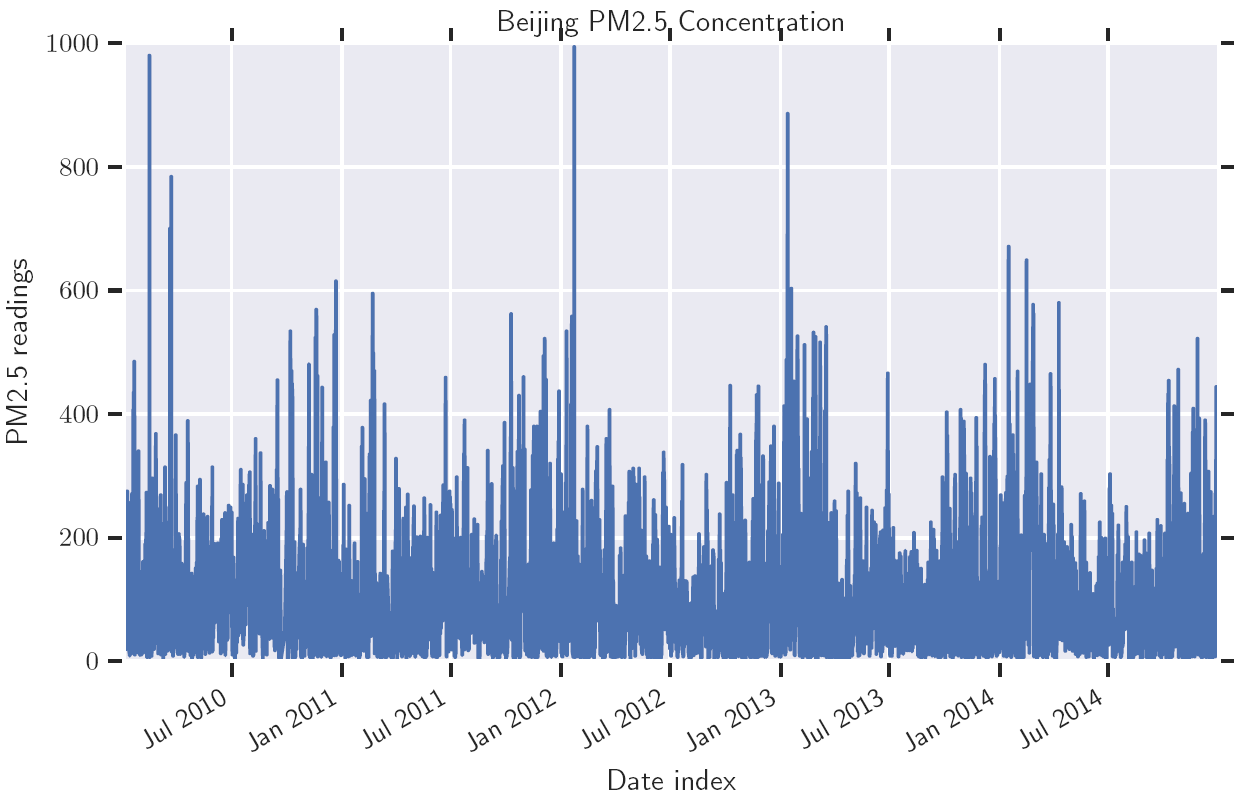 Beijing PM2.5 Concentration
1000
800
600
400
200
0
PM2.5 readings
Jul 2010
Jan 2011
Jul 2011
Jan 2012
Jul 2012
Jan 2013
Jul 2013
Jan 2014
Jul 2014
Date index